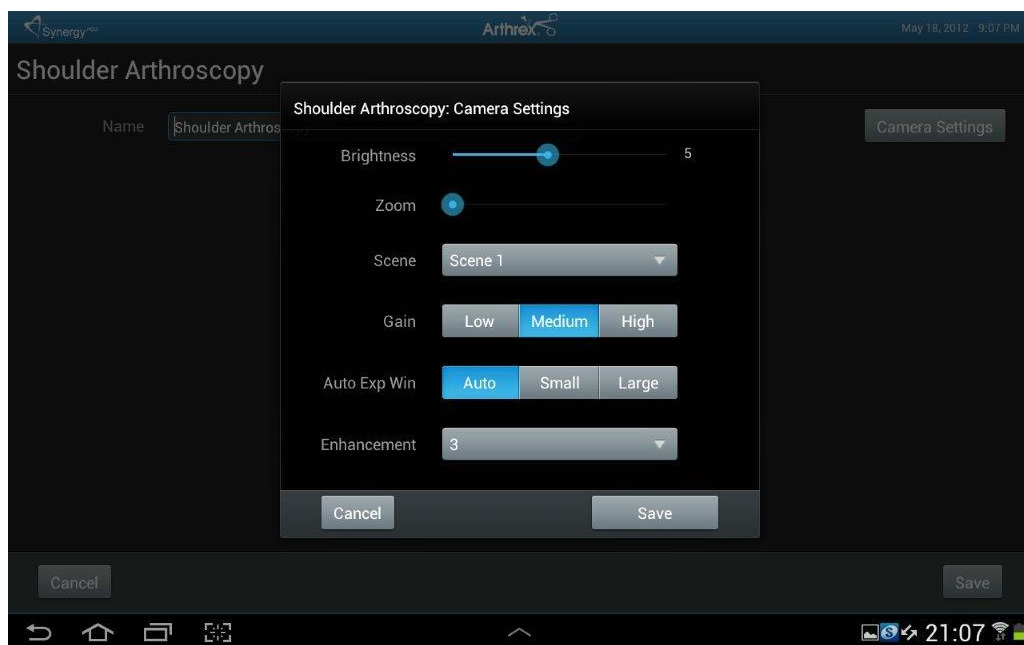 Synergy HD3
Arthrex
May 18, 2012 9:07 PM
Shoulder Arthroscopy
Name
Shoulder Arthros
Camera Settings
Shoulder Arthroscopy: Camera Settings
Brightness
5
Zoom
Scene
Scene 1
Gain
Low
Medium
High
Auto Exp Win
Auto
Small
Large
Enhancement
3
Cancel
Save
Cancel
Save
21:07